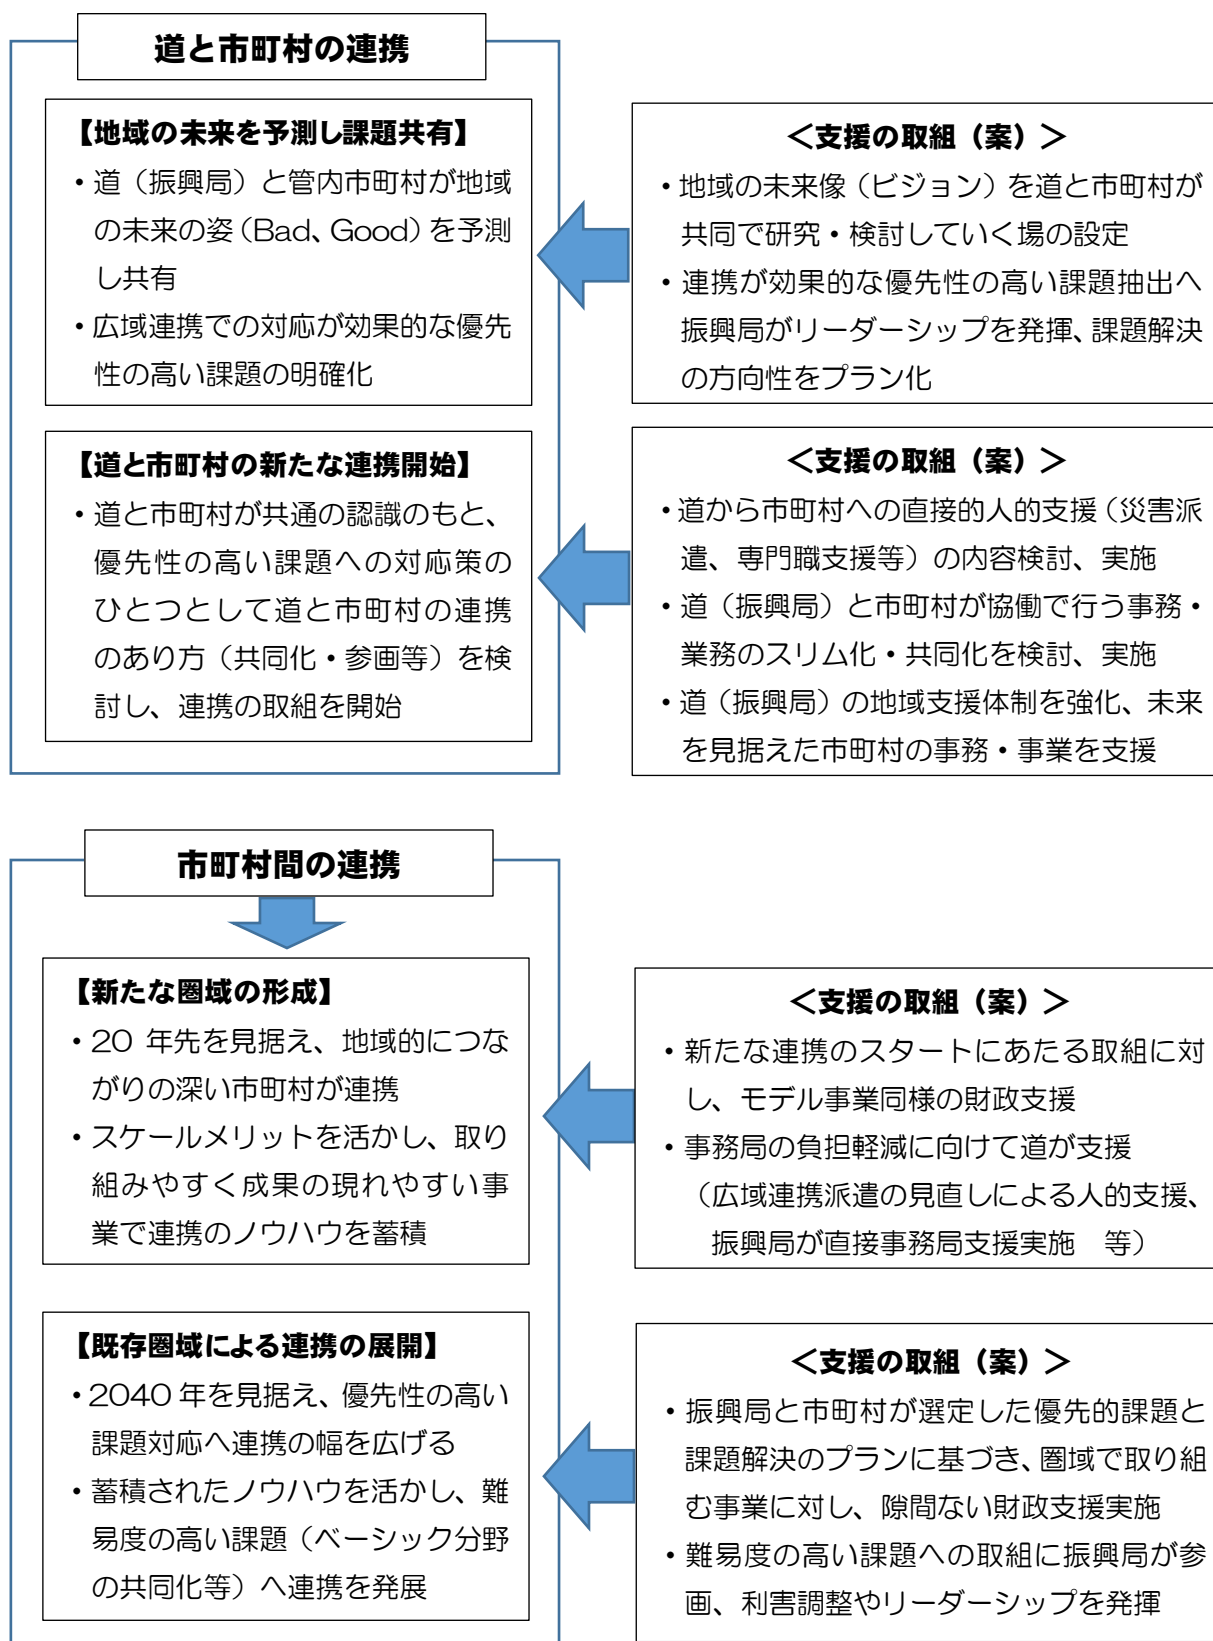 道と市町村の連携
【地域の未来を予測し課題共有】
・道（振興局）と管内市町村が地域
の未来の姿（Bad、Good）を予測
し共有
・広域連携での対応が効果的な優先
性の高い課題の明確化
＜支援の取組（案）＞
・地域の未来像（ビジョン）を道と市町村が
共同で研究・検討していく場の設定
・連携が効果的な優先性の高い課題抽出へ
振興局がリーダーシップを発揮、課題解決
の方向性をプラン化
【道と市町村の新たな連携開始】
・道と市町村が共通の認識のもと、
優先性の高い課題への対応策の
ひとつとして道と市町村の連携
のあり方（共同化・参画等）を検
討し、連携の取組を開始
＜支援の取組（案）＞
・道から市町村への直接的人的支援（災害派
遣、専門職支援等）の内容検討、実施
・道（振興局）と市町村が協働で行う事務・
業務のスリム化・共同化を検討、実施
・道（振興局）の地域支援体制を強化、未来
を見据えた市町村の事務・事業を支援
市町村間の連携
【新たな圏域の形成】
・20 年先を見据え、地域的につな
がりの深い市町村が連携
・スケールメリットを活かし、取り
組みやすく成果の現れやすい事
業で連携のノウハウを蓄積
＜支援の取組（案）＞
・新たな連携のスタートにあたる取組に対
し、モデル事業同様の財政支援
・事務局の負担軽減に向けて道が支援
（広域連携派遣の見直しによる人的支援、
振興局が直接事務局支援実施　等）
【既存圏域による連携の展開】
・2040 年を見据え、優先性の高い
課題対応へ連携の幅を広げる
・蓄積されたノウハウを活かし、難
易度の高い課題（ベーシック分野
の共同化等）へ連携を発展
＜支援の取組（案）＞
・振興局と市町村が選定した優先的課題と
課題解決のプランに基づき、圏域で取り組
む事業に対し、隙間ない財政支援実施
・難易度の高い課題への取組に振興局が参
画、利害調整やリーダーシップを発揮